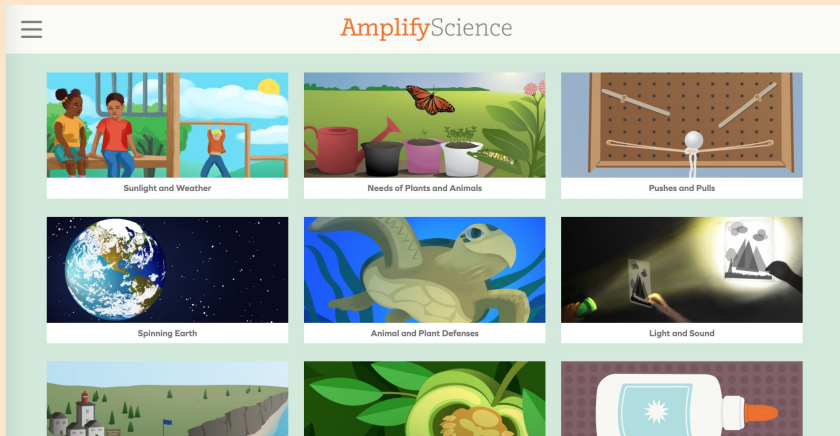 AmplifyScience
Sunlight and Weather
Needs of Plants and Animals
Pushes and Pulls
Spinning Earth
Animal and Plant Defenses
Light and Sound